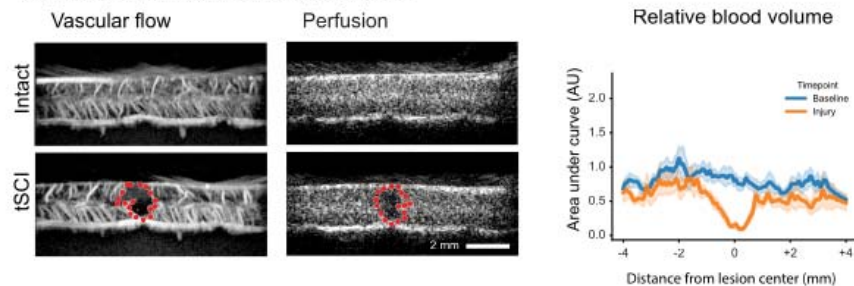 Vascular flow
Perfusion
Relative blood volume
Intact
tSCI
2 mm
Area under curve (AU)
2.0
1.5
1.0
0.5
0.0
Timepoint
Baseline
Injury
-4
-2
0
+2
+4
Distance from lesion center (mm)